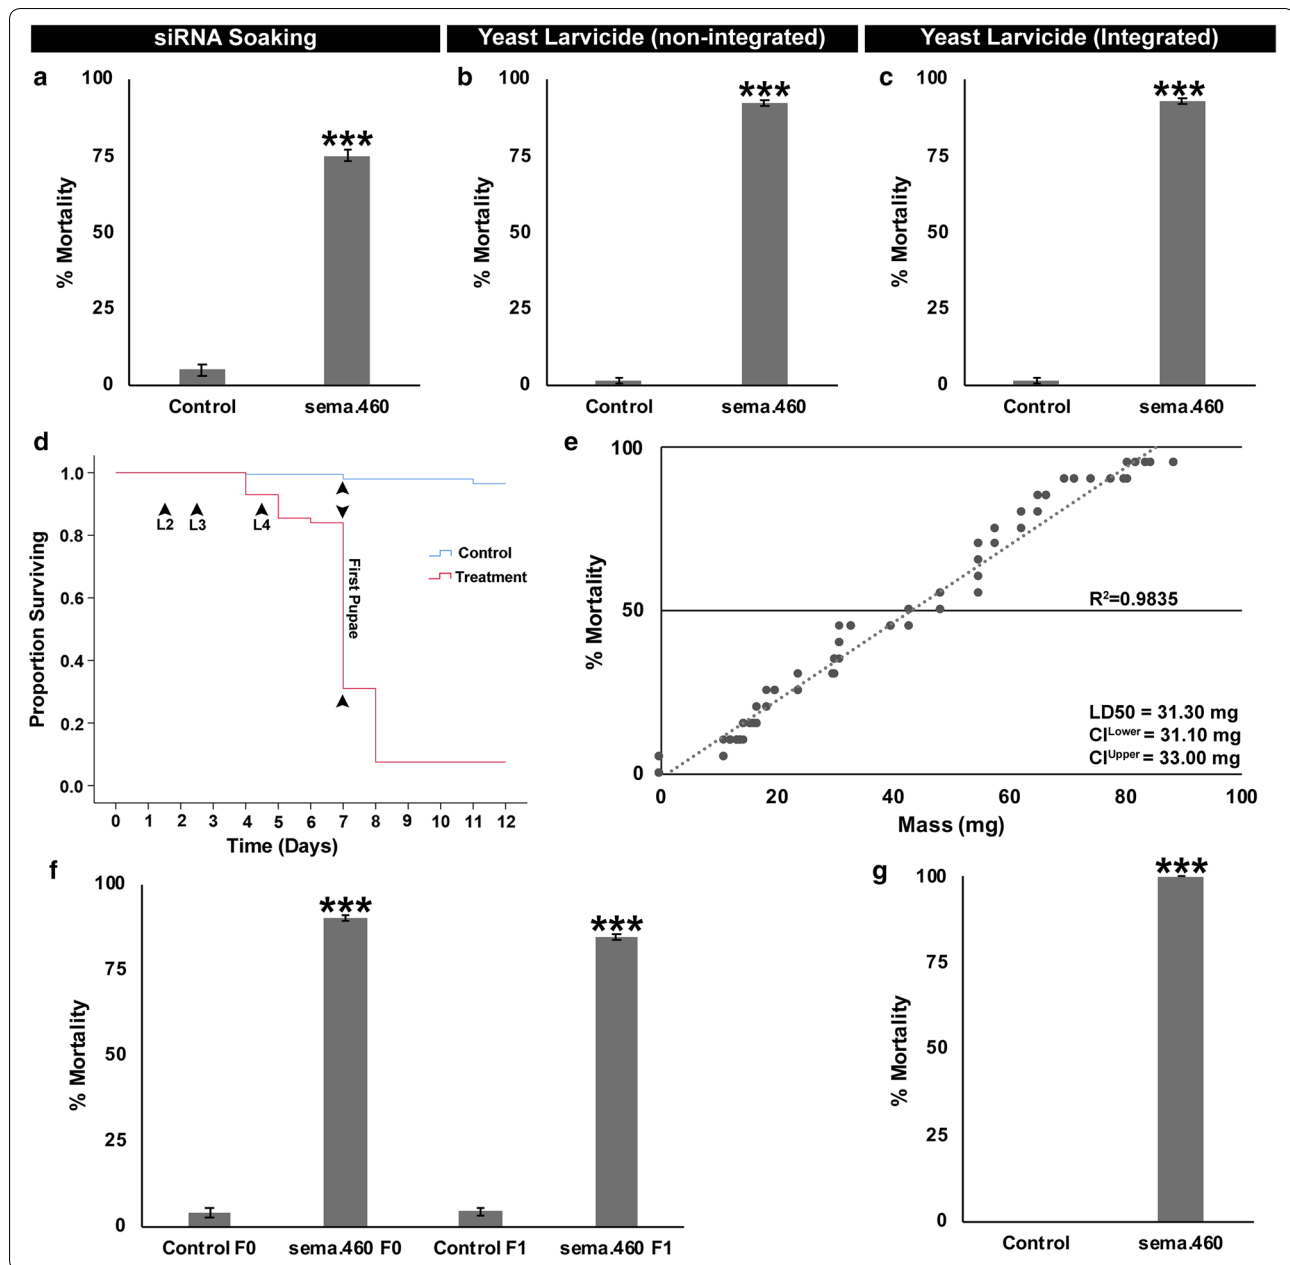 siRNA Soaking
Yeast Larvicide (non-integrated)
Yeast Larvicide (Integrated)
a
100
75
50
25
0
% Mortality
***
Control
sema.460
b
100
75
50
25
0
% Mortality
***
Control
sema.460
c
100
75
50
25
0
% Mortality
***
Control
sema.460
d
1.0
0.8
0.6
0.4
0.2
0.0
Proportion Surviving
L2
L3
L4
First Pupae
Control
Treatment
0 1 2 3 4 5 6 7 8 9 10 11 12
Time (Days)
e
100
50
0
% Mortality
R²=0.9835
LD50 = 31.30 mg
CI^Lower = 31.10 mg
CI^Upper = 33.00 mg
0 20 40 60 80 100
Mass (mg)
f
100
75
50
25
0
% Mortality
***
***
Control F0
sema.460 F0
Control F1
sema.460 F1
g
100
75
50
25
0
% Mortality
***
Control
sema.460